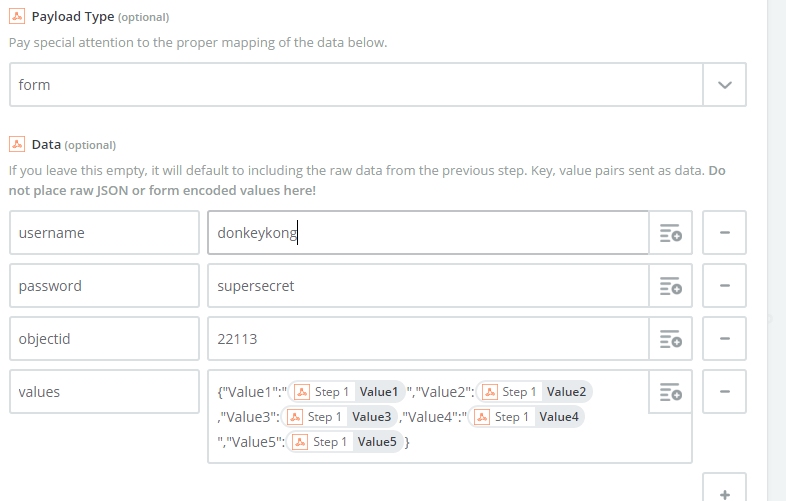 Payload Type (optional)
Pay special attention to the proper mapping of the data below.
form
Data (optional)
If you leave this empty, it will default to including the raw data from the previous step. Key, value pairs sent as data. Do
not place raw JSON or form encoded values here!
username donkeykong
password supersecret
objectid 22113
values {"Value1":" Step 1 Value1 ","Value2": Step 1 Value2
,"Value3": Step 1 Value3 ,"Value4":" Step 1 Value4
","Value5": Step 1 Value5 }